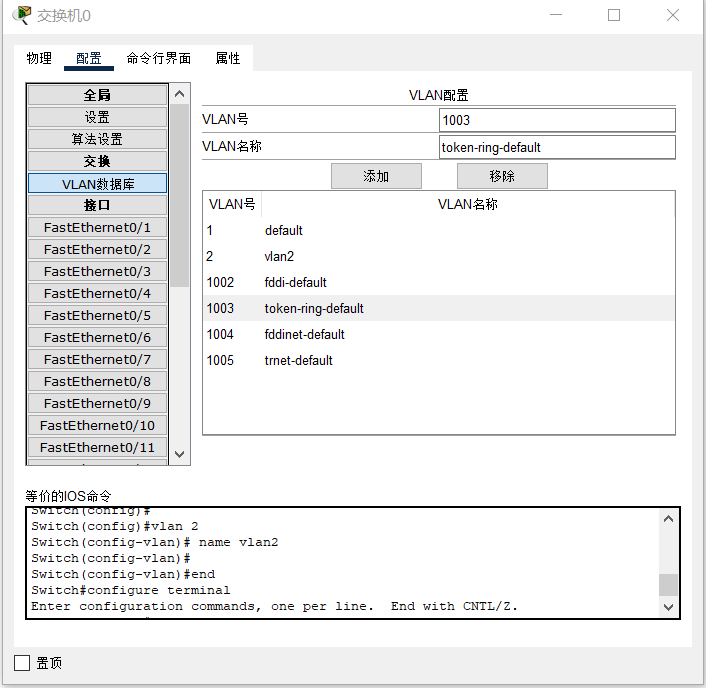 交换机0
物理 配置 命令行界面 属性
全局
设置
算法设置
交换
VLAN数据库
接口
FastEthernet0/1
FastEthernet0/2
FastEthernet0/3
FastEthernet0/4
FastEthernet0/5
FastEthernet0/6
FastEthernet0/7
FastEthernet0/8
FastEthernet0/9
FastEthernet0/10
FastEthernet0/11
VLAN配置
VLAN号 1003
VLAN名称 token-ring-default
添加 移除
VLAN号 VLAN名称
1 default
2 vlan2
1002 fddi-default
1003 token-ring-default
1004 fddinet-default
1005 trnet-default
等价的IOS命令
Switch(config)#
Switch(config)#vlan 2
Switch(config-vlan)# name vlan2
Switch(config-vlan)#
Switch(config-vlan)#end
Switch#configure terminal
Enter configuration commands, one per line.  End with CNTL/Z.
置顶